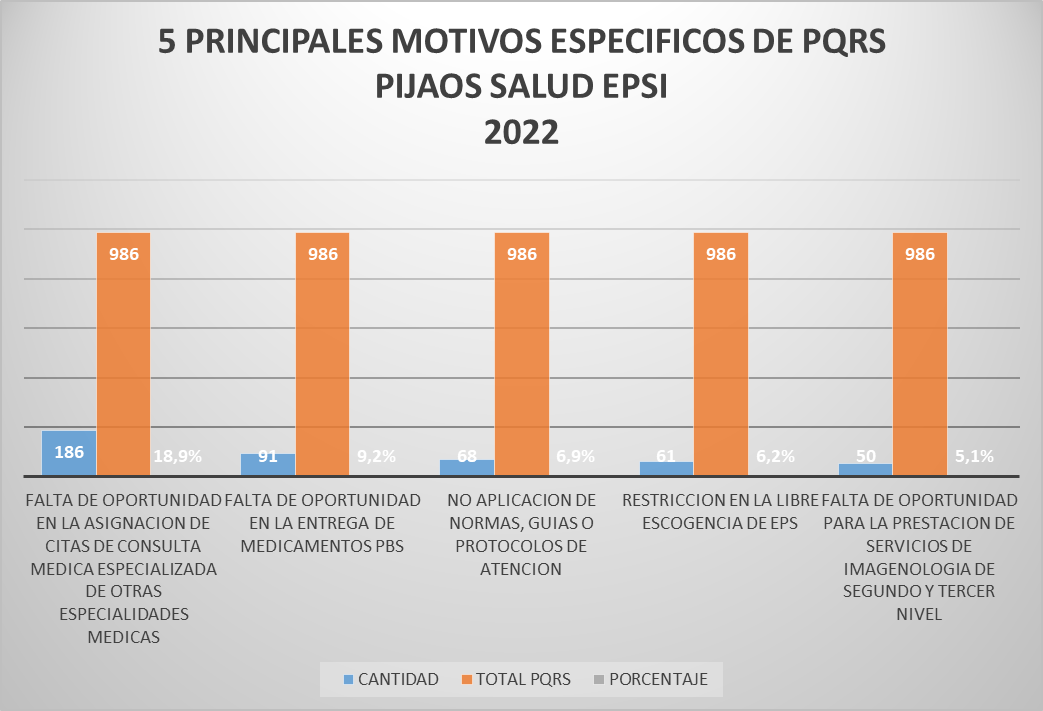 5 PRINCIPALES MOTIVOS ESPECIFICOS DE PQRS
PIJAOS SALUD EPSI
2022
986
986
986
986
986
186
18,9%
91
9,2%
68
6,9%
61
6,2%
50
5,1%
FALTA DE OPORTUNIDAD
EN LA ASIGNACION DE
CITAS DE CONSULTA
MEDICA ESPECIALIZADA
DE OTRAS
ESPECIALIDADES
MEDICAS
FALTA DE OPORTUNIDAD
EN LA ENTREGA DE
MEDICAMENTOS PBS
NO APLICACION DE
NORMAS, GUIAS O
PROTOCOLOS DE
ATENCION
RESTRICCION EN LA LIBRE
ESCOGENCIA DE EPS
FALTA DE OPORTUNIDAD
PARA LA PRESTACION DE
SERVICIOS DE
IMAGENOLOGIA DE
SEGUNDO Y TERCER
NIVEL
CANTIDAD
TOTAL PQRS
PORCENTAJE